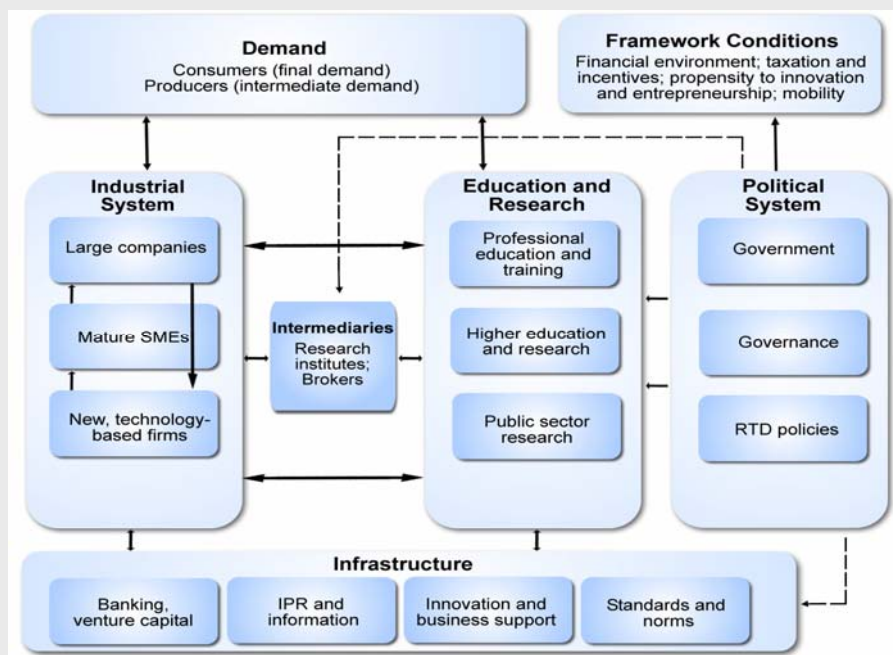 Demand
Consumers (final demand)
Producers (intermediate demand)
Framework Conditions
Financial environment; taxation and
incentives; propensity to innovation
and entrepreneurship; mobility
Industrial
System
Large companies
Mature SMEs
New, technology-
based firms
Intermediaries
Research
institutes;
Brokers
Education and
Research
Professional
education and
training
Higher education
and research
Public sector
research
Political
System
Government
Governance
RTD policies
Infrastructure
Banking,
venture capital
IPR and
information
Innovation and
business support
Standards and
norms